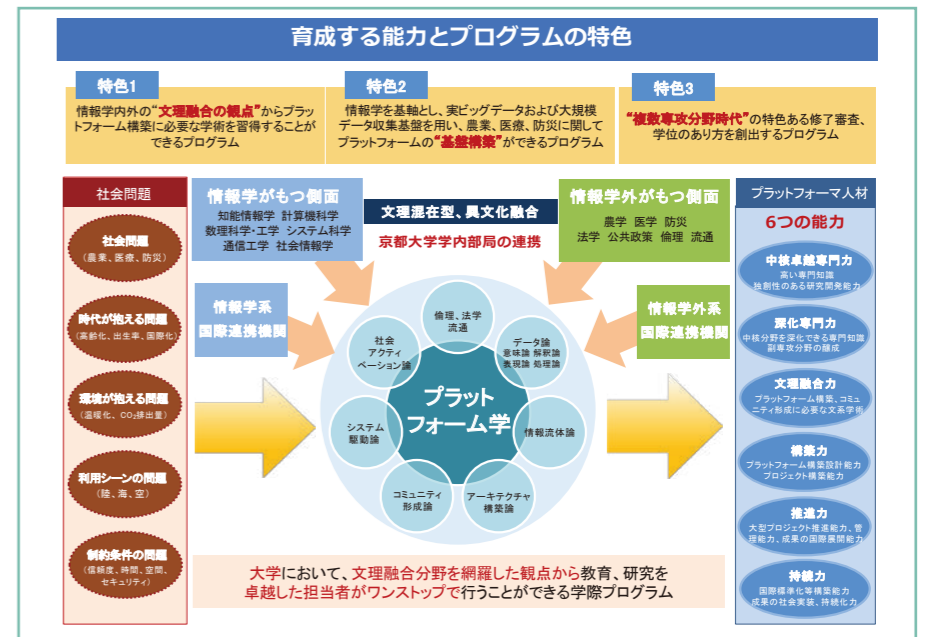 育成する能力とプログラムの特色
特色1
情報学内外の“文理融合の観点”からプラッ
トフォーム構築に必要な学術を習得することが
できるプログラム
特色2
情報学を基軸とし、実ビッグデータおよび大規模
データ収集基盤を用い、農業、医療、防災に関して
プラットフォームの“基盤構築”ができるプログラム
特色3
“複数専攻分野時代”の特色ある修了審査、
学位のあり方を創出するプログラム
社会問題
社会問題
(農業、医療、防災)
時代が抱える問題
(高齢化、出生率、国際化)
環境が抱える問題
(温暖化、CO₂排出量)
利用シーンの問題
(陸、海、空)
制約条件の問題
(信頼度、時間、空間、
セキュリティ)
情報学がもつ側面
知能情報学 計算機科学
数理科学・工学 システム科学
通信工学 社会情報学
情報学系
国際連携機関
文理混在型、異文化融合
京都大学学内部局の連携
情報学外がもつ側面
農学 医学 防災
法学 公共政策 倫理 流通
情報学外系
国際連携機関
倫理、法学
流通
データ論
意味論 解釈論
表現論 処理論
情報流体論
アーキテクチャ
構築論
コミュニティ
形成論
システム
駆動論
社会
アクティ
ベーション論
プラット
フォーム学
大学において、文理融合分野を網羅した観点から教育、研究を
卓越した担当者がワンストップで行うことができる学際プログラム
プラットフォーマ人材
6つの能力
中核卓越専門力
高い専門知識
独創性のある研究開発能力
深化専門力
中核分野を深化できる専門知識
副専攻分野の醸成
文理融合力
プラットフォーム構築、コミュ
ニティ形成に必要な文系学術
構築力
プラットフォーム構築設計能力
プロジェクト構築能力
推進力
大型プロジェクト推進能力、管
理能力、成果の国際展開能力
持続力
国際標準化等構築能力
成果の社会実装、持続化力